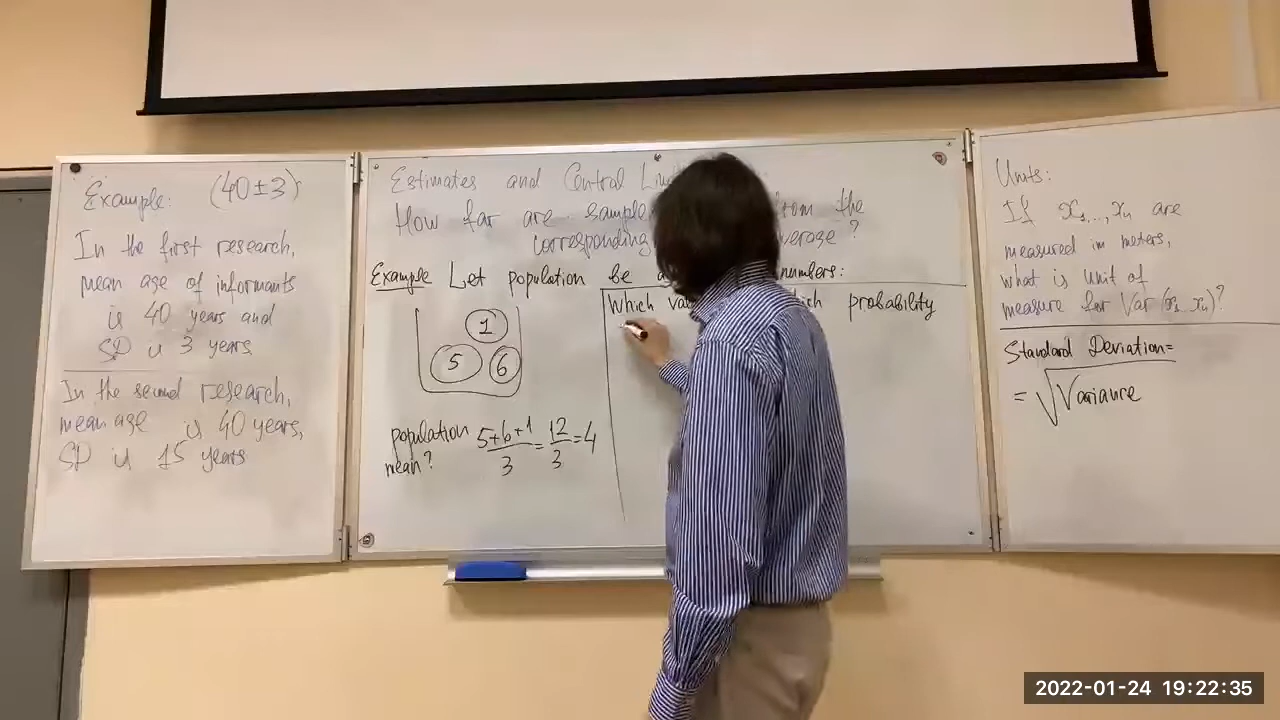 Example: (40±3)
In the first research,
mean age of informants
is 40 years and
SD is 3 years
In the second research,
mean age is 40 years,
SD is 15 years
Estimates and Central
How far are sample from the
corresponding average?
Example Let population be numbers:
1
5 6
population
mean?
5+6+1/3=12/3=4
Which probability
Units:
If x₁...,xₙ are
measured in meters,
what is unit of
measure for Var(x₁...xₙ)?
Standard Deviation=
= √Variance
2022-01-24 19:22:35